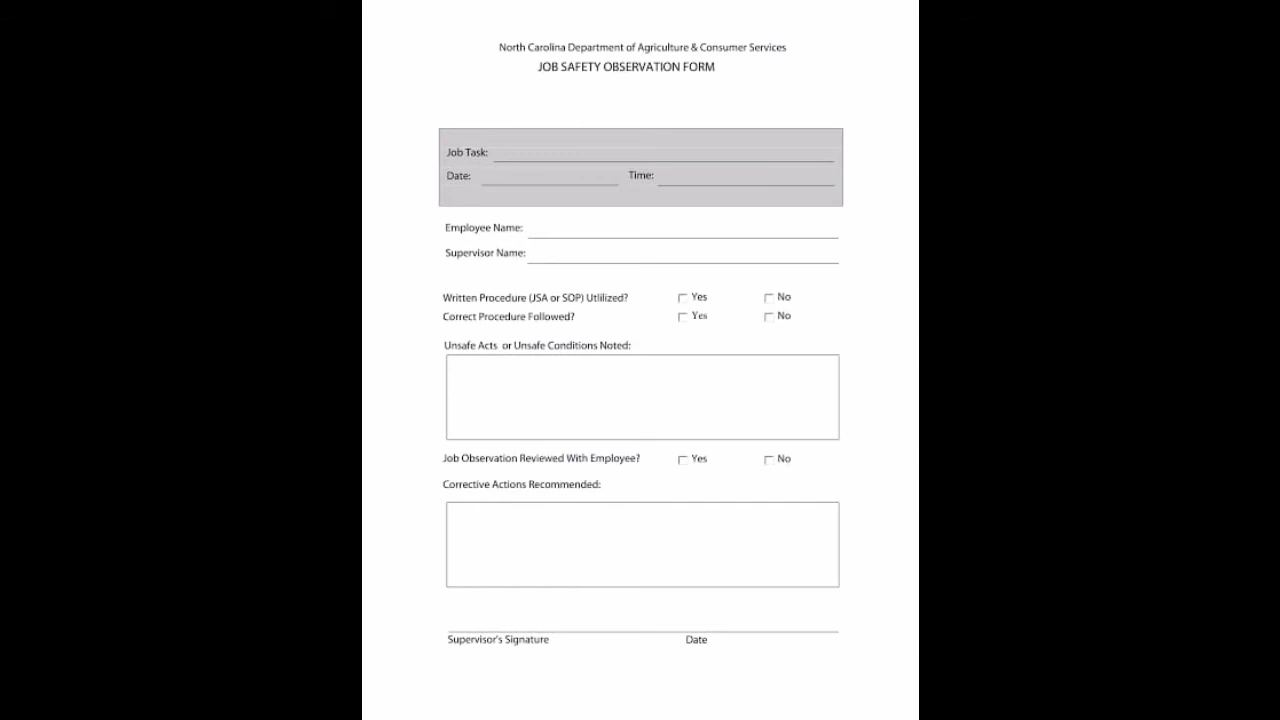 North Carolina Department of Agriculture & Consumer Services
JOB SAFETY OBSERVATION FORM
Job Task:
Date: Time:
Employee Name:
Supervisor Name:
Written Procedure (JSA or SOP) Utlilized? Yes No
Correct Procedure Followed? Yes No
Unsafe Acts or Unsafe Conditions Noted:
Job Observation Reviewed With Employee? Yes No
Corrective Actions Recommended:
Supervisor's Signature Date